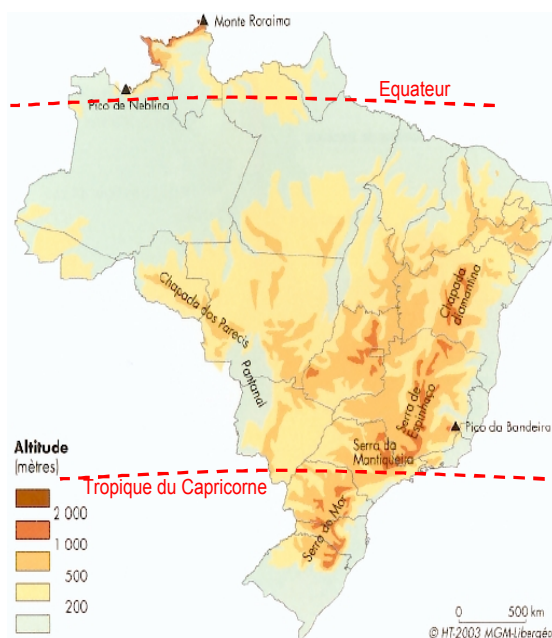 Monte Roraima
Equateur
Pico de Neblina
Chapada dos Parecis
Chapada
diamantina
Pantanal
Serra de
Espinhaço
Pico da Bandeira
Serra da
Mantiqueira
Altitude
(mètres)
Tropique du Capricorne
2 000
1 000
500
200
Serra do Mar
0 500 km
© HT-2003 MGM-Libergéo